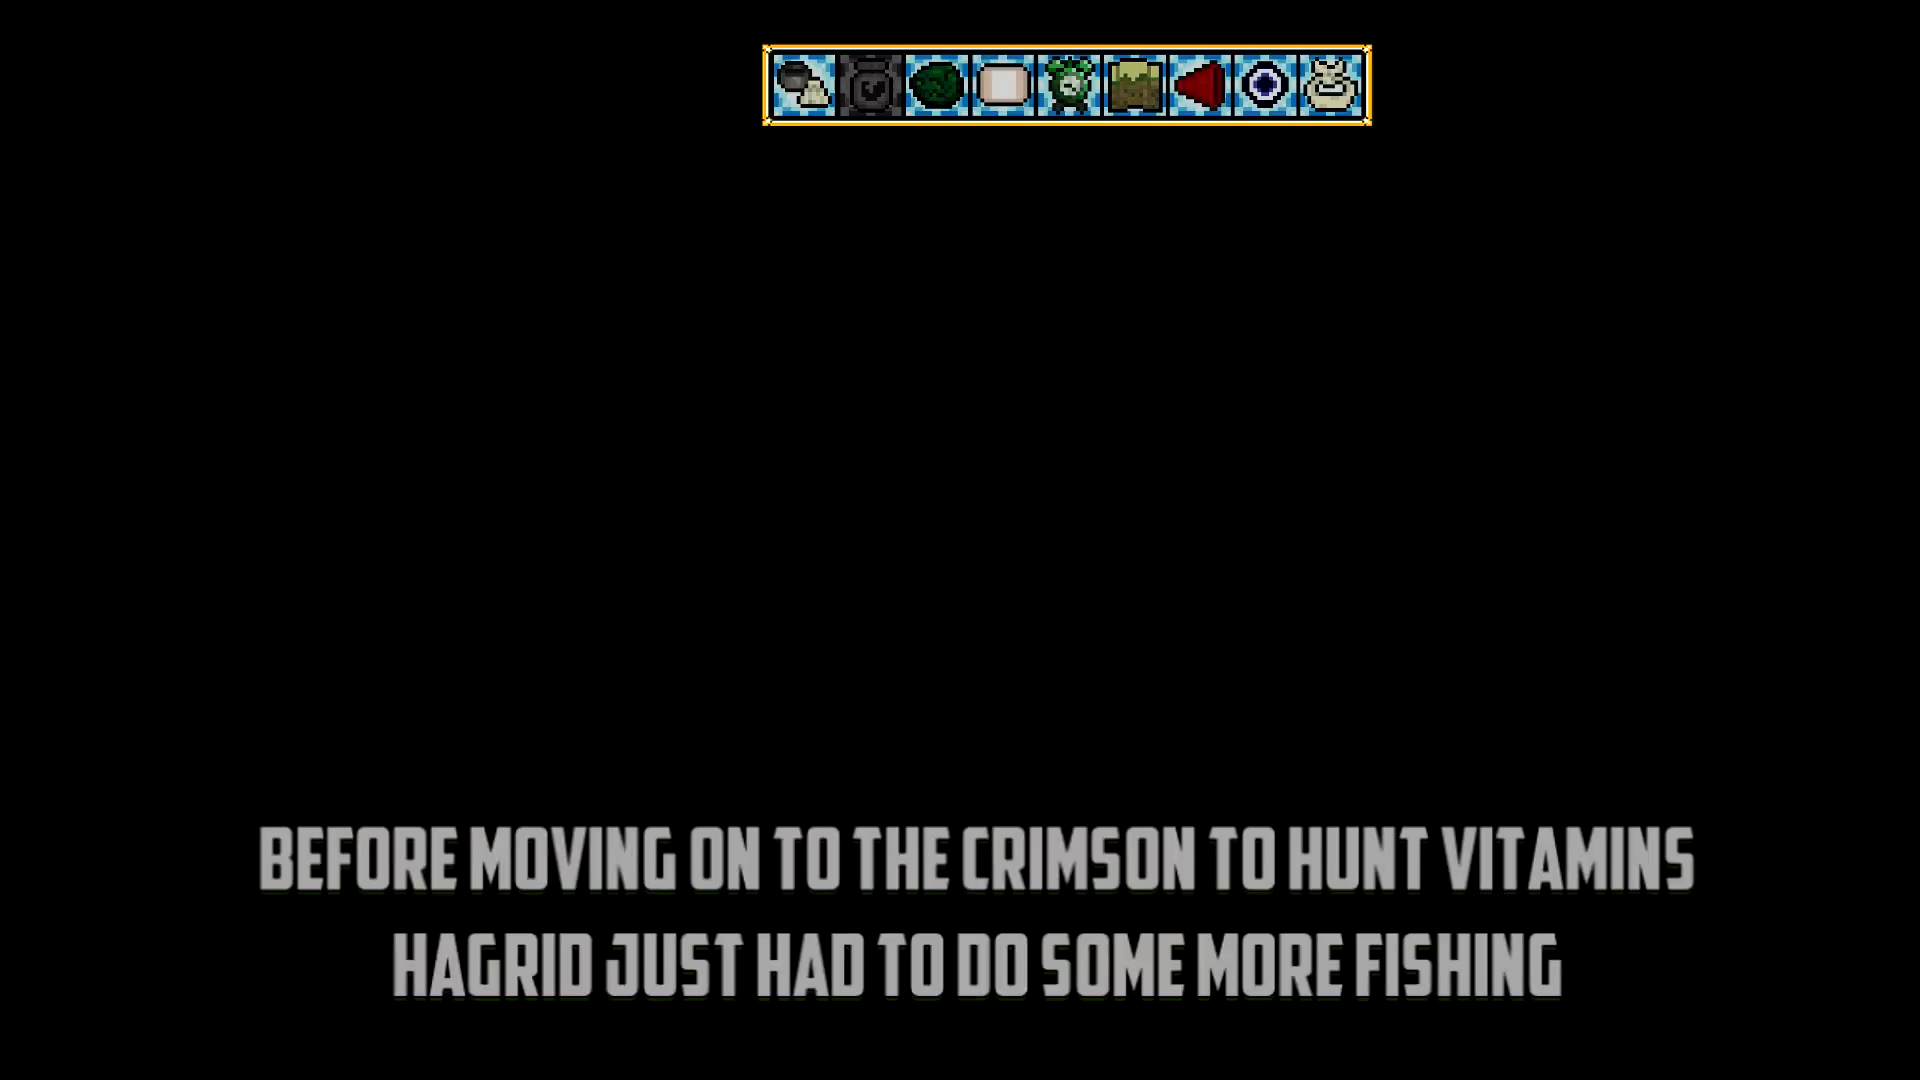 BEFORE MOVING ON TO THE CRIMSON TO HUNT VITAMINS
HAGRID JUST HAD TO DO SOME MORE FISHING